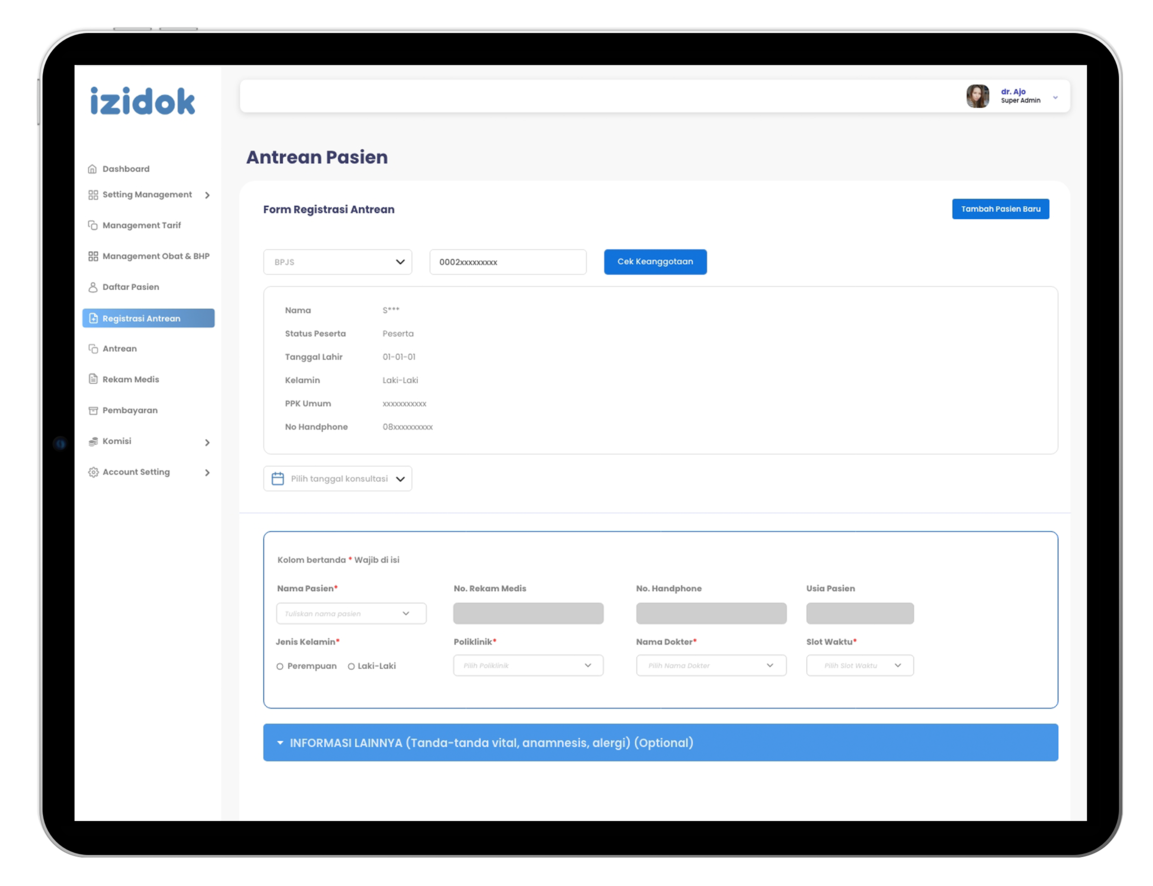 izidok
dr. Ajo
Super Admin
Dashboard
Setting Management
Management Tarif
Management Obat & BHP
Daftar Pasien
Registrasi Antrean
Antrean
Rekam Medis
Pembayaran
Komisi
Account Setting
Antrean Pasien
Form Registrasi Antrean
Tambah Pasien Baru
BPJS
0002xxxxxxxxx
Cek Keanggotaan
Nama S***
Status Peserta Peserta
Tanggal Lahir 01-01-01
Kelamin Laki-Laki
PPK Umum xxxxxxxxxxx
No Handphone 08xxxxxxxxxx
Pilih tanggal konsultasi
Kolom bertanda * Wajib di isi
Nama Pasien* No. Rekam Medis No. Handphone Usia Pasien
Tuliskan nama pasien
Jenis Kelamin* Poliklinik* Nama Dokter* Slot Waktu*
Perempuan Laki-Laki Pilih Poliklinik Pilih Nama Dokter Pilih Slot Waktu
INFORMASI LAINNYA (Tanda-tanda vital, anamnesis, alergi) (Optional)